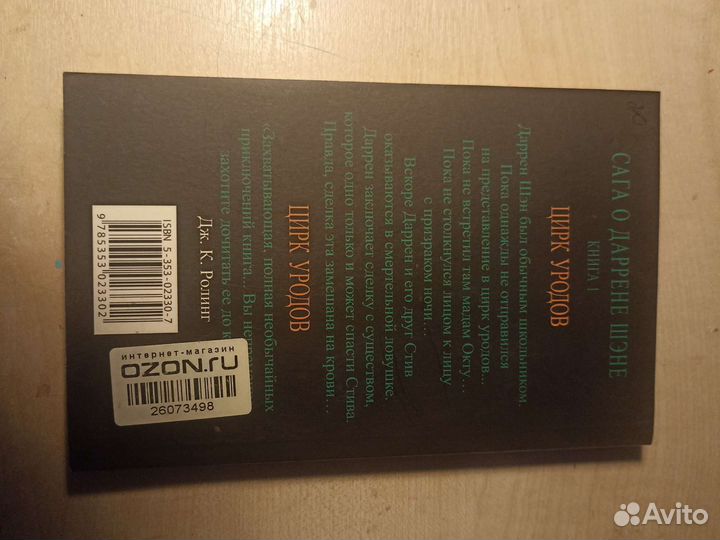 САГА О ДАРРЕНЕ ШЭНЕ
КНИГА 1
ЦИРК УРОДОВ
Даррен Шэн был обычным школьником.
Пока однажды не отправился
на представление в цирк уродов...
Пока не встретил там мадам Окту...
Пока не столкнулся лицом к лицу
с призраком ночи...
Вскоре Даррен и его друг Стив
оказываются в смертельной ловушке.
Даррен заключает сделку с существом,
которое одно только и может спасти Стива.
Правда, сделка эта замешана на крови...
ЦИРК УРОДОВ
«Захватывающая, полная необычайных
приключений книга... Вы
захотите дочитать ее до
Дж. К. Ролинг
ISBN 5-353-02330-7
9785353023302
интернет-магазин
OZON.RU
26073498
Avito